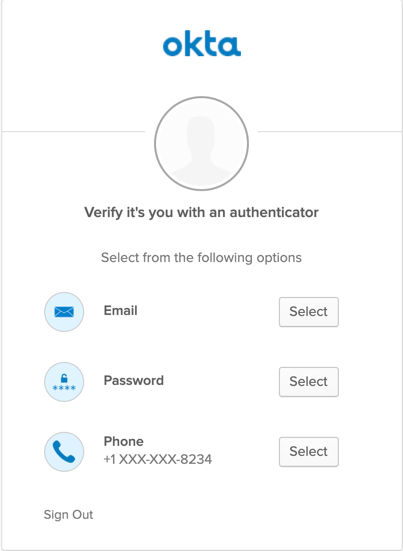 okta
Verify it's you with an authenticator
Select from the following options
Email
Select
****
Password
Select
Phone
+1 XXX-XXX-8234
Select
Sign Out